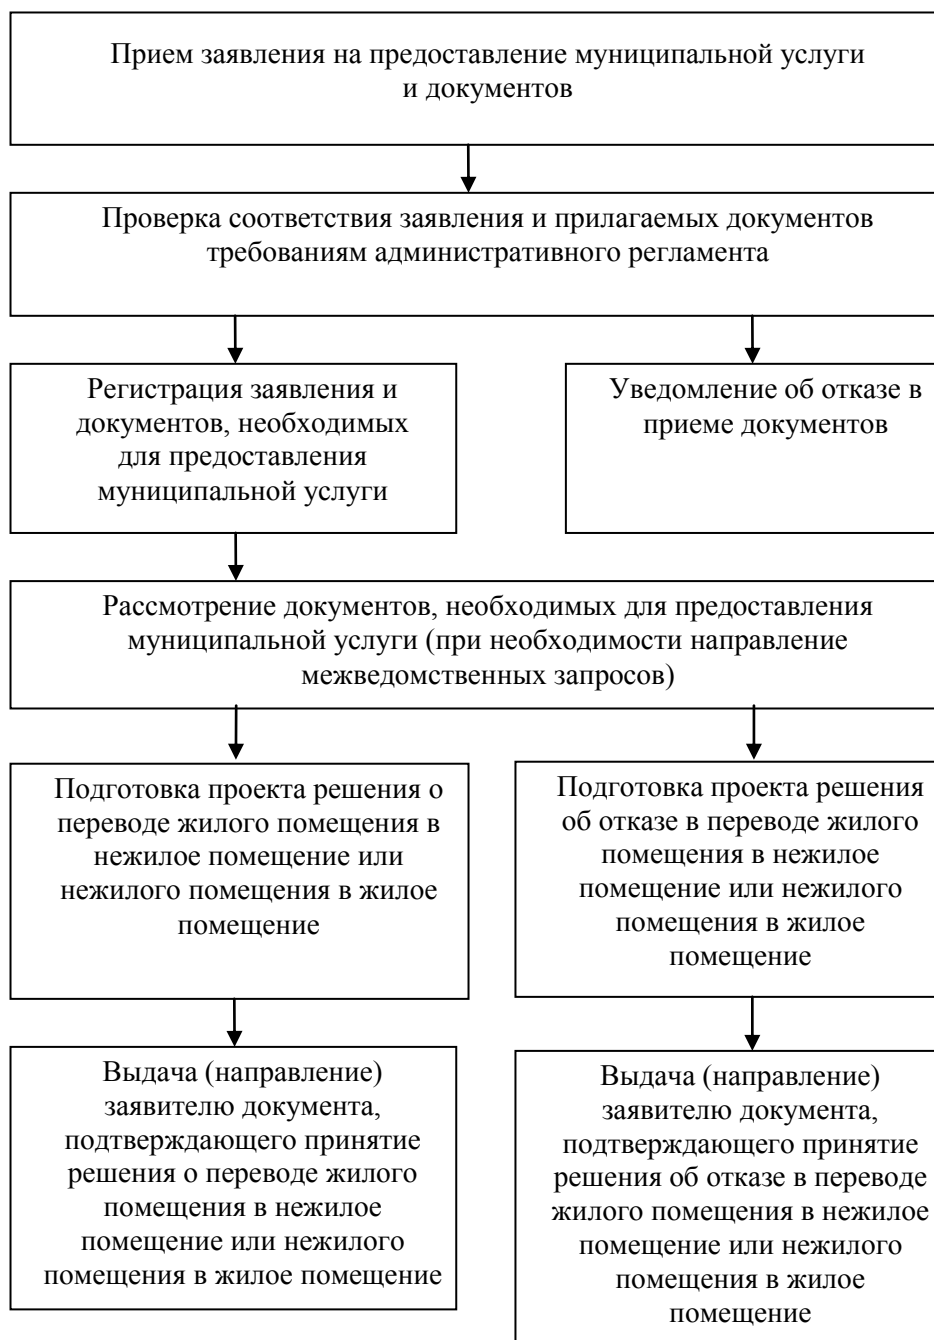 Прием заявления на предоставление муниципальной услуги
и документов
Проверка соответствия заявления и прилагаемых документов
требованиям административного регламента
Регистрация заявления и
документов, необходимых
для предоставления
муниципальной услуги
Уведомление об отказе в
приеме документов
Рассмотрение документов, необходимых для предоставления
муниципальной услуги (при необходимости направление
межведомственных запросов)
Подготовка проекта решения о
переводе жилого помещения в
нежилое помещение или
нежилого помещения в жилое
помещение
Подготовка проекта решения
об отказе в переводе жилого
помещения в нежилое
помещение или нежилого
помещения в жилое
помещение
Выдача (направление)
заявителю документа,
подтверждающего принятие
решения о переводе жилого
помещения в нежилое
помещение или нежилого
помещения в жилое помещение
Выдача (направление)
заявителю документа,
подтверждающего принятие
решения об отказе в переводе
жилого помещения в нежилое
помещение или нежилого
помещения в жилое
помещение